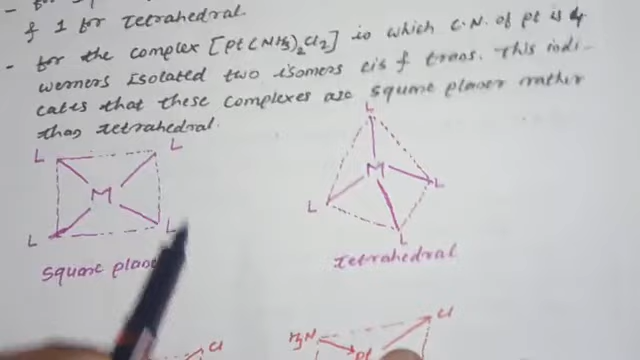 & 1 for Tetrahedral.
- for the complex [Pt(NH3)2Cl2] in which C.N. of pt is 4
werners isolated two isomers cis & trans. This indi-
cates that these complexes are square planer rather
than tetrahedral.
L L
M
L L
Square plane
L
M
L L
L
Tetrahedral
Cl
H3N Cl
Pt